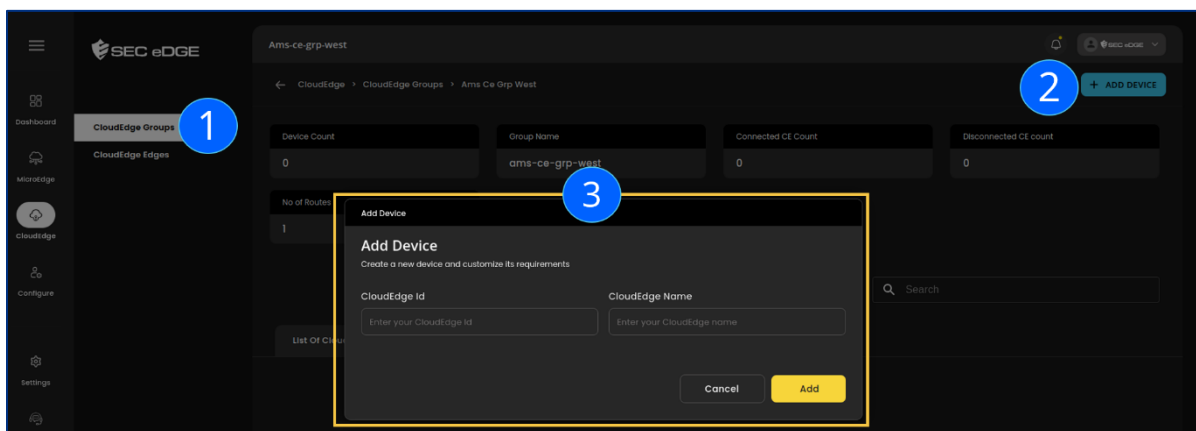 SEC eDGE
Ams-ce-grp-west
SEC eDGE
CloudEdge > CloudEdge Groups > Ams Ce Grp West
2
+ ADD DEVICE
Dashboard
CloudEdge Groups
1
CloudEdge Edges
MicroEdge
CloudEdge
Configure
Settings
Device Count
Group Name
Connected CE Count
Disconnected CE count
0
ams-ce-grp-west
0
0
No of Routes
1
3
Add Device
Add Device
Create a new device and customize its requirements
CloudEdge Id
CloudEdge Name
Enter your CloudEdge Id
Enter your CloudEdge name
Cancel
Add
Search
List Of